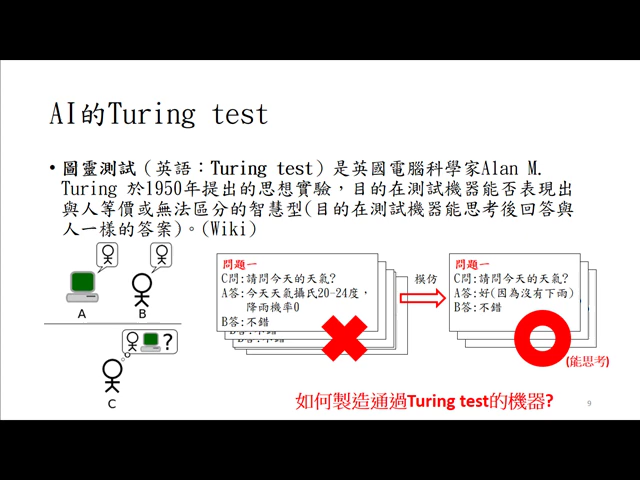 AI的Turing test
• 圖靈測試（英語：Turing test）是英國電腦科學家Alan M.
Turing 於1950年提出的思想實驗，目的在測試機器能否表現出
與人等價或無法區分的智慧型(目的在測試機器能思考後回答與
人一樣的答案)。(Wiki)
A
B
?
C
問題一
C問:請問今天的天氣?
A答:今天天氣攝氏20-24度，
降雨機率0
B答:不錯
B答:不錯
模仿
問題一
C問:請問今天的天氣?
A答:好(因為沒有下雨)
B答:不錯
(能思考)
如何製造通過Turing test的機器?
9